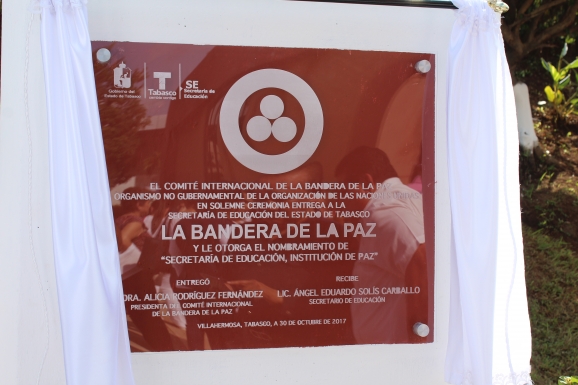 Gobierno del
Estado de Tabasco
T
Tabasco
cambia contigo
SE
Secretaría de
Educación
EL COMITÉ INTERNACIONAL DE LA BANDERA DE LA
ORGANISMO NO GUBERNAMENTAL DE LA ORGANIZACIÓN DE LAS NACIONES
EN SOLEMNE CEREMONIA ENTREGA A LA
SECRETARÍA DE EDUCACIÓN DEL ESTADO DE TABASCO
LA BANDERA DE LA PAZ
Y LE OTORGA EL NOMBRAMIENTO DE
“SECRETARÍA DE EDUCACIÓN, INSTITUCIÓN DE PAZ”
ENTREGÓ
DRA. ALICIA RODRÍGUEZ FERNÁNDEZ
PRESIDENTA DEL COMITÉ INTERNACIONAL
DE LA BANDERA DE LA PAZ
RECIBE
LIC. ÁNGEL EDUARDO SOLÍS CARBALLO
SECRETARIO DE EDUCACIÓN
VILLAHERMOSA, TABASCO, A 30 DE OCTUBRE DE 2017